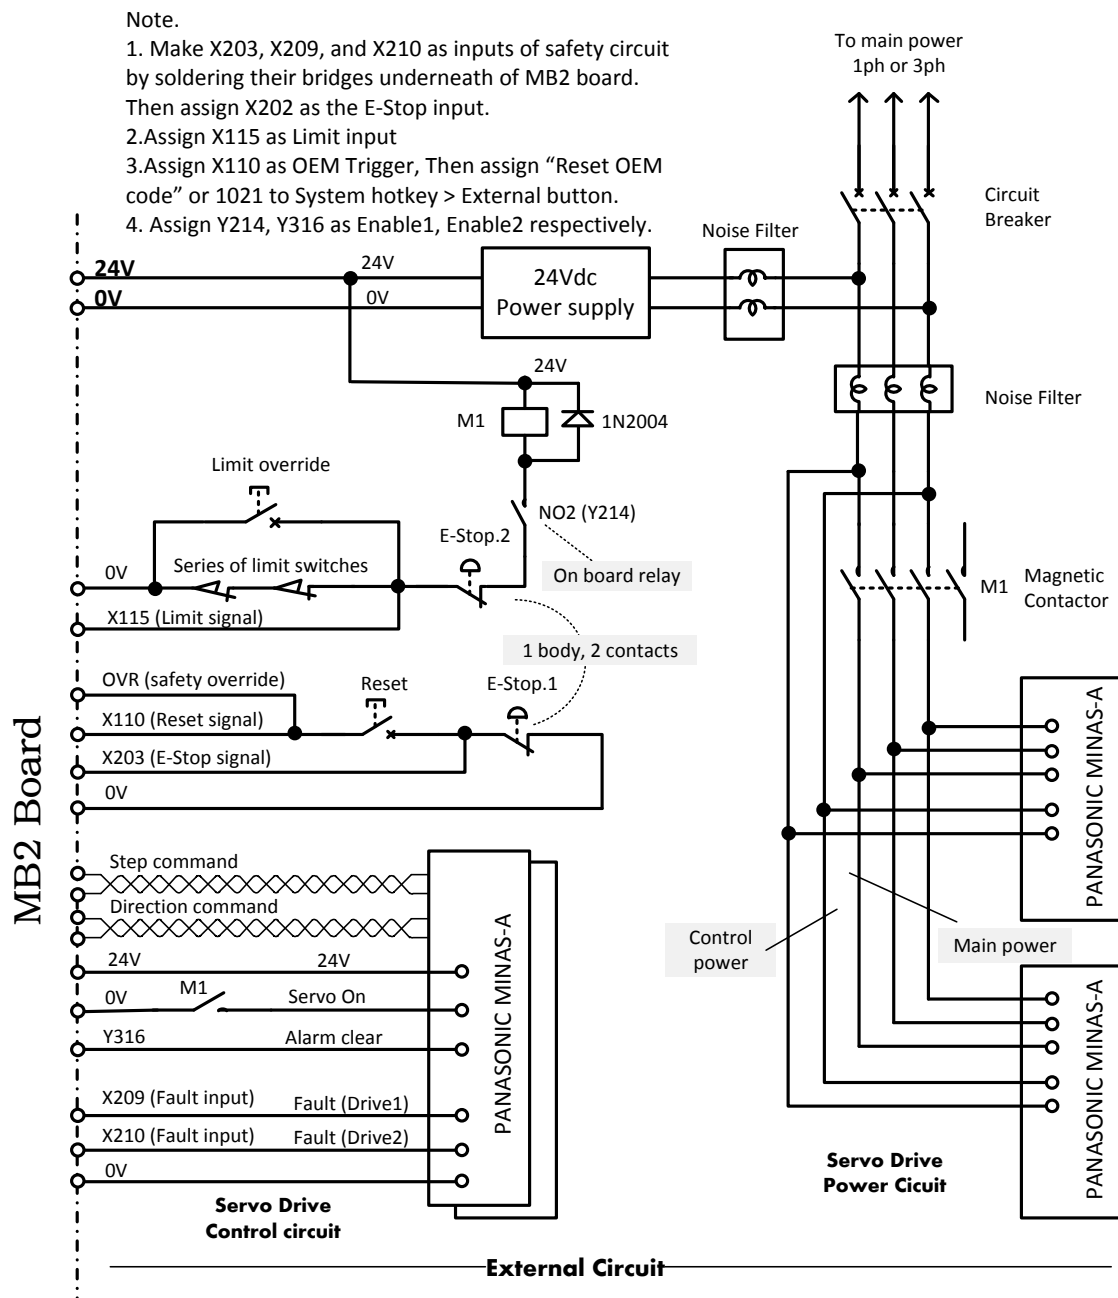 Note.
1. Make X203, X209, and X210 as inputs of safety circuit
by soldering their bridges underneath of MB2 board.
Then assign X202 as the E-Stop input.
2.Assign X115 as Limit input
3.Assign X110 as OEM Trigger, Then assign “Reset OEM
code” or 1021 to System hotkey > External button.
4. Assign Y214, Y316 as Enable1, Enable2 respectively.
To main power
1ph or 3ph
Circuit
Breaker
Noise Filter
24V
0V
24V
0V
24Vdc
Power supply
Noise Filter
24V
M1
1N2004
Limit override
NO2 (Y214)
E-Stop.2
On board relay
0V
Series of limit switches
X115 (Limit signal)
M1
Magnetic
Contactor
1 body, 2 contacts
OVR (safety override)
Reset
E-Stop.1
X110 (Reset signal)
X203 (E-Stop signal)
0V
MB2 Board
PANASONIC MINAS-A
Step command
Direction command
PANASONIC MINAS-A
24V
24V
0V
M1
Servo On
Y316
Alarm clear
X209 (Fault input)
Fault (Drive1)
X210 (Fault input)
Fault (Drive2)
0V
Servo Drive
Control circuit
Control
power
Main power
PANASONIC MINAS-A
Servo Drive
Power Cicuit
External Circuit